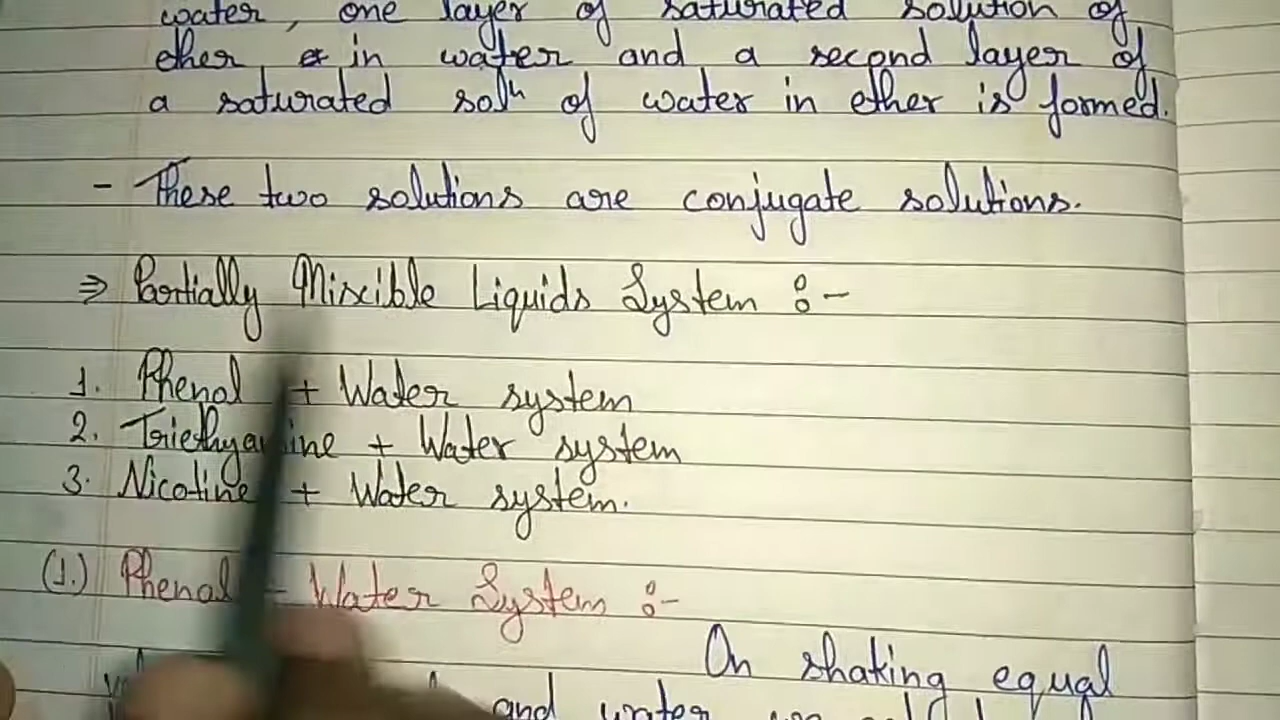 water, one layer of saturated solution of
ether in water and a second layer of
a saturated solⁿ of water in ether is formed.
- These two solutions are conjugate solutions.
⇒ Partially Miscible Liquids System :-
1. Phenol + Water system
2. + Water system
3. Nicotine + Water system.
(1.) Phenol - Water System :-
On shaking equal
and water